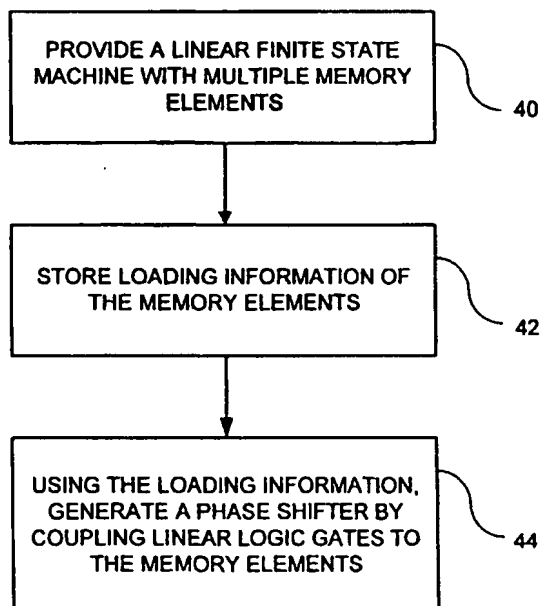 PROVIDE A LINEAR FINITE STATE
MACHINE WITH MULTIPLE MEMORY
ELEMENTS
40
STORE LOADING INFORMATION OF
THE MEMORY ELEMENTS
42
USING THE LOADING INFORMATION,
GENERATE A PHASE SHIFTER BY
COUPLING LINEAR LOGIC GATES TO
THE MEMORY ELEMENTS
44